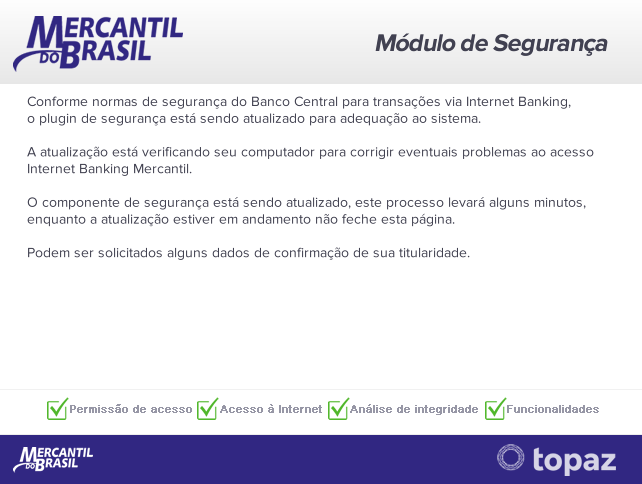 MERCANTIL
DO BRASIL
Módulo de Segurança
Conforme normas de segurança do Banco Central para transações via Internet Banking,
o plugin de segurança está sendo atualizado para adequação ao sistema.
A atualização está verificando seu computador para corrigir eventuais problemas ao acesso
Internet Banking Mercantil.
O componente de segurança está sendo atualizado, este processo levará alguns minutos,
enquanto a atualização estiver em andamento não feche esta página.
Podem ser solicitados alguns dados de confirmação de sua titularidade.
Permissão de acesso Acesso à Internet Análise de integridade Funcionalidades
MERCANTIL
DO BRASIL
topaz